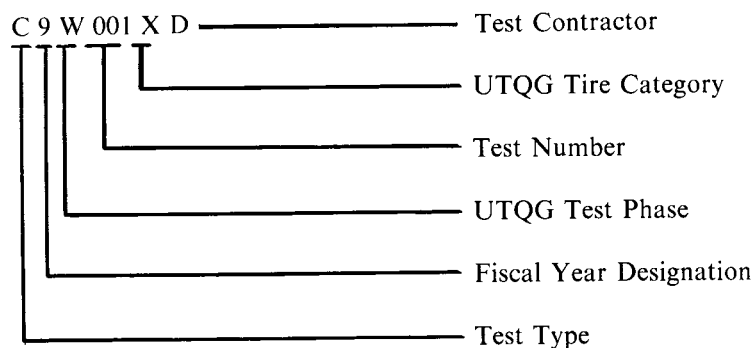 C 9 W 001 X D Test Contractor
UTQG Tire Category
Test Number
UTQG Test Phase
Fiscal Year Designation
Test Type